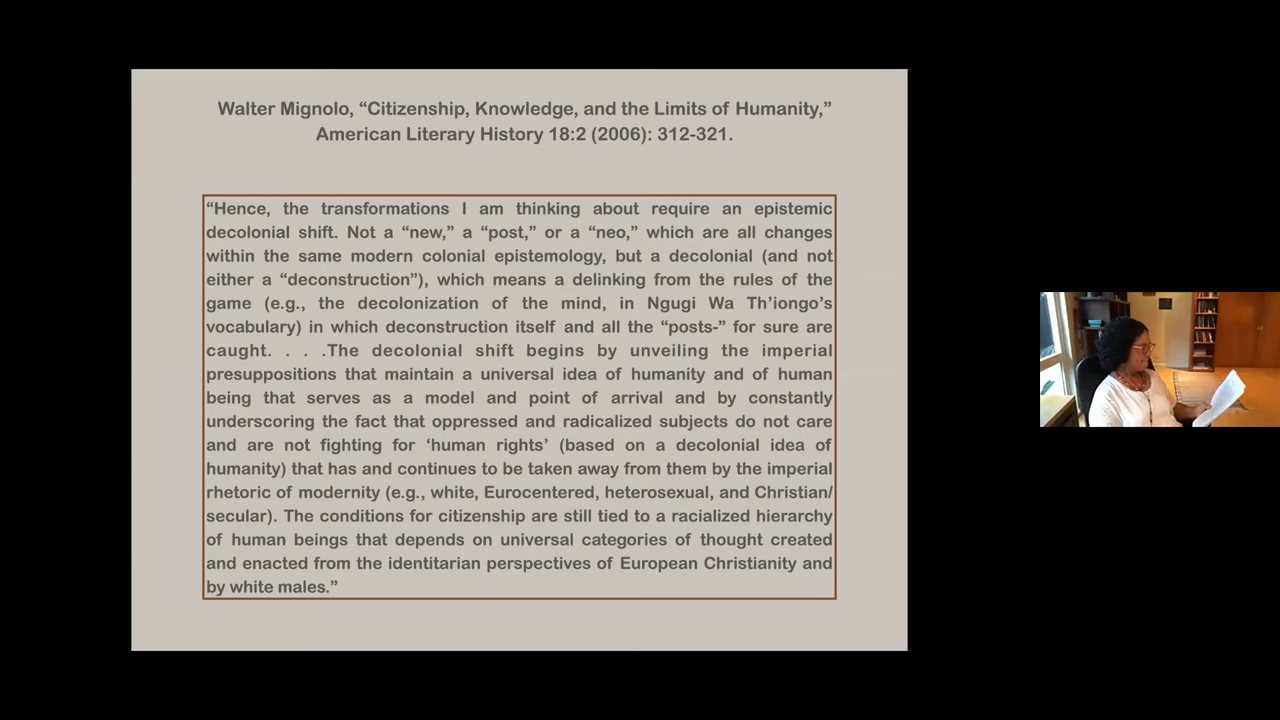 Walter Mignolo, “Citizenship, Knowledge, and the Limits of Humanity,”
American Literary History 18:2 (2006): 312-321.
“Hence, the transformations I am thinking about require an epistemic
decolonial shift. Not a “new,” a “post,” or a “neo,” which are all changes
within the same modern colonial epistemology, but a decolonial (and not
either a “deconstruction”), which means a delinking from the rules of the
game (e.g., the decolonization of the mind, in Ngugi Wa Th’iongo’s
vocabulary) in which deconstruction itself and all the “posts-” for sure are
caught. . . .The decolonial shift begins by unveiling the imperial
presuppositions that maintain a universal idea of humanity and of human
being that serves as a model and point of arrival and by constantly
underscoring the fact that oppressed and radicalized subjects do not care
and are not fighting for ‘human rights’ (based on a decolonial idea of
humanity) that has and continues to be taken away from them by the imperial
rhetoric of modernity (e.g., white, Eurocentered, heterosexual, and Christian/
secular). The conditions for citizenship are still tied to a racialized hierarchy
of human beings that depends on universal categories of thought created
and enacted from the identitarian perspectives of European Christianity and
by white males.”